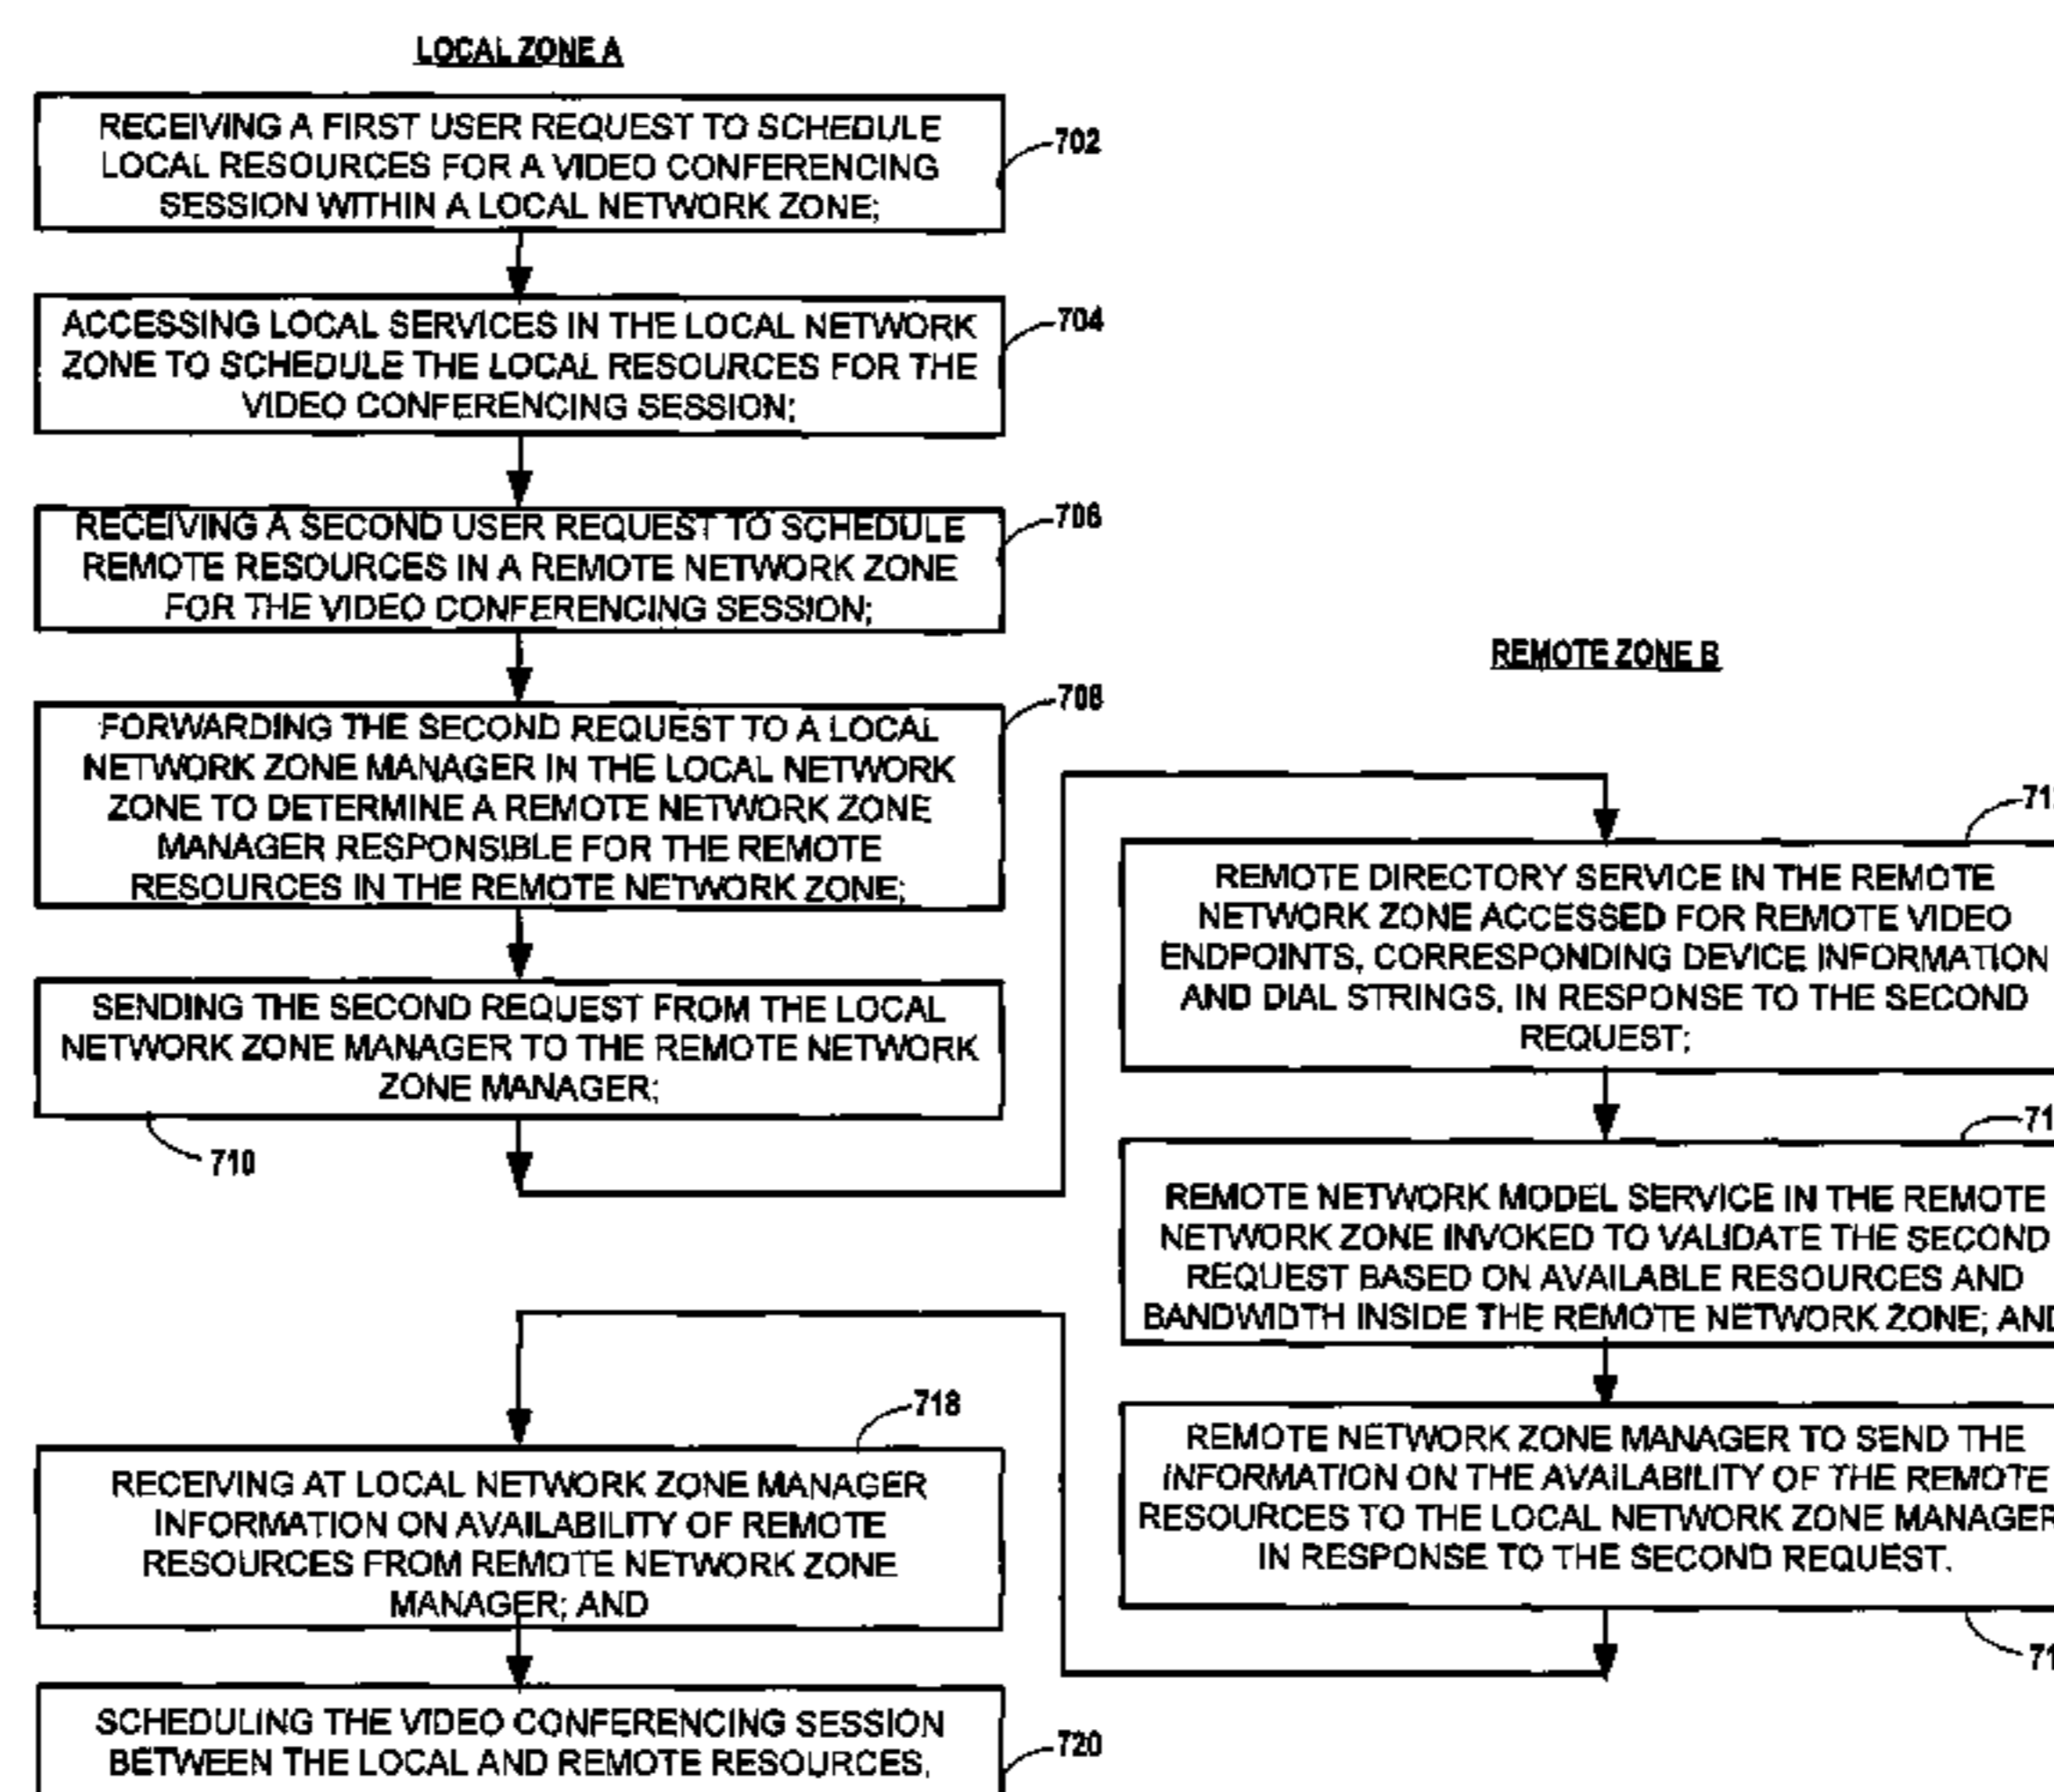 LOCAL ZONE A
RECEIVING A FIRST USER REQUEST TO SCHEDULE
LOCAL RESOURCES FOR A VIDEO CONFERENCING
SESSION WITHIN A LOCAL NETWORK ZONE;
702
ACCESSING LOCAL SERVICES IN THE LOCAL NETWORK
ZONE TO SCHEDULE THE LOCAL RESOURCES FOR THE
VIDEO CONFERENCING SESSION;
704
RECEIVING A SECOND USER REQUEST TO SCHEDULE
REMOTE RESOURCES IN A REMOTE NETWORK ZONE
FOR THE VIDEO CONFERENCING SESSION;
706
FORWARDING THE SECOND REQUEST TO A LOCAL
NETWORK ZONE MANAGER IN THE LOCAL NETWORK
ZONE TO DETERMINE A REMOTE NETWORK ZONE
MANAGER RESPONSIBLE FOR THE REMOTE
RESOURCES IN THE REMOTE NETWORK ZONE;
708
SENDING THE SECOND REQUEST FROM THE LOCAL
NETWORK ZONE MANAGER TO THE REMOTE NETWORK
ZONE MANAGER;
710
REMOTE ZONE B
REMOTE DIRECTORY SERVICE IN THE REMOTE
NETWORK ZONE ACCESSED FOR REMOTE VIDEO
ENDPOINTS, CORRESPONDING DEVICE INFORMATION
AND DIAL STRINGS, IN RESPONSE TO THE SECOND
REQUEST;
REMOTE NETWORK MODEL SERVICE IN THE REMOTE
NETWORK ZONE INVOKED TO VALIDATE THE SECOND
REQUEST BASED ON AVAILABLE RESOURCES AND
BANDWIDTH INSIDE THE REMOTE NETWORK ZONE; AND
REMOTE NETWORK ZONE MANAGER TO SEND THE
INFORMATION ON THE AVAILABILITY OF THE REMOTE
RESOURCES TO THE LOCAL NETWORK ZONE MANAGER
IN RESPONSE TO THE SECOND REQUEST.
718
RECEIVING AT LOCAL NETWORK ZONE MANAGER
INFORMATION ON AVAILABILITY OF REMOTE
RESOURCES FROM REMOTE NETWORK ZONE
MANAGER; AND
SCHEDULING THE VIDEO CONFERENCING SESSION
BETWEEN THE LOCAL AND REMOTE RESOURCES.
720